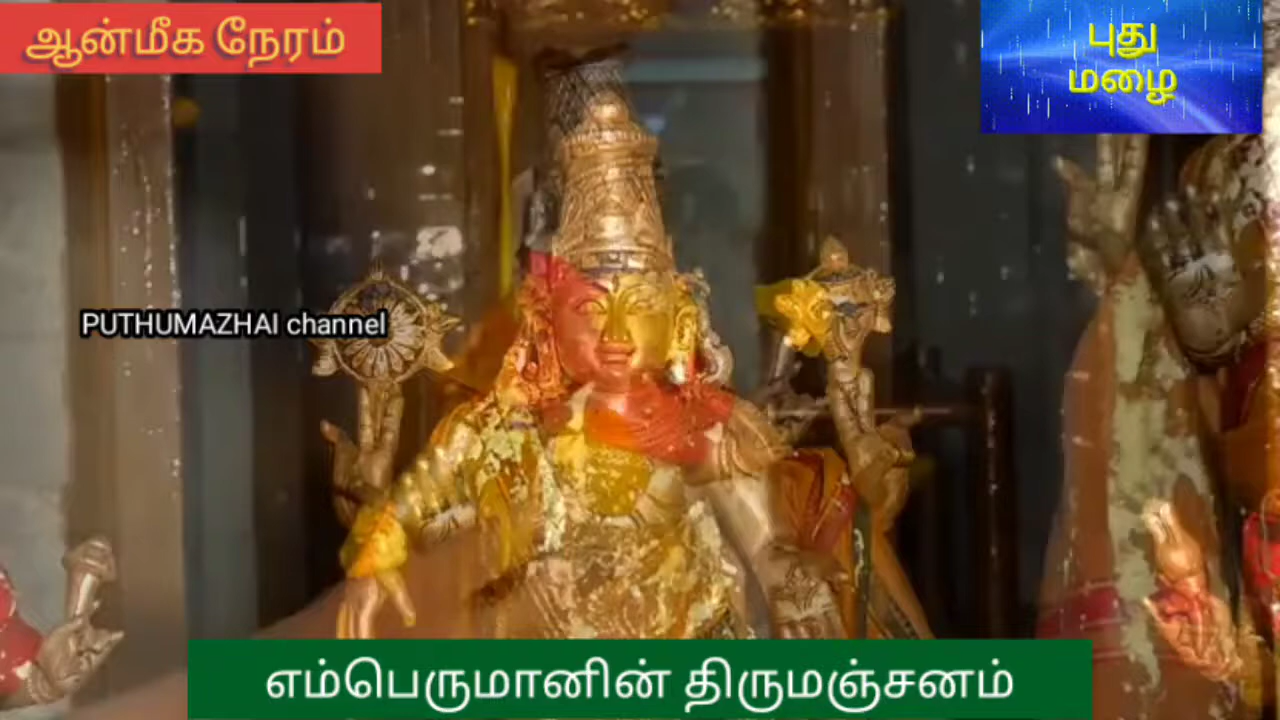 ஆன்மீக நேரம்
புது
மழை
PUTHUMAZHAI channel
எம்பெருமானின் திருமஞ்சனம்